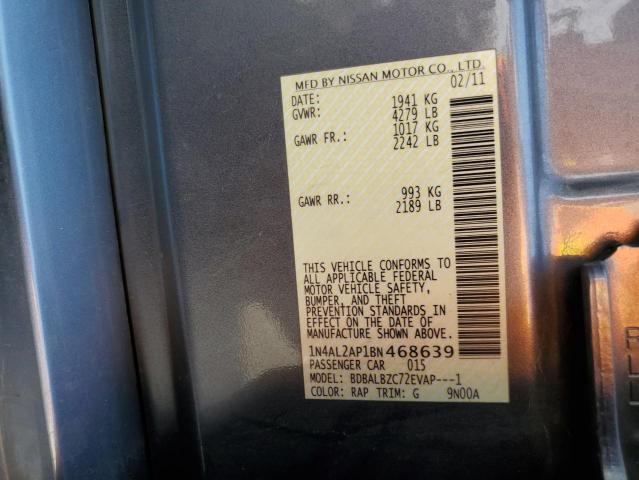 MFD BY NISSAN MOTOR CO., LTD.
DATE: 02/11
GVWR: 1941 KG
4279 LB
GAWR FR.: 1017 KG
2242 LB
GAWR RR.: 993 KG
2189 LB
THIS VEHICLE CONFORMS TO
ALL APPLICABLE FEDERAL
MOTOR VEHICLE SAFETY,
BUMPER, AND THEFT
PREVENTION STANDARDS IN
EFFECT ON THE DATE OF
MANUFACTURE SHOWN ABOVE.
1N4AL2AP1BN468639
PASSENGER CAR 015
MODEL: BDBALBZC72EVAP---1
COLOR: RAP TRIM: G 9N00A